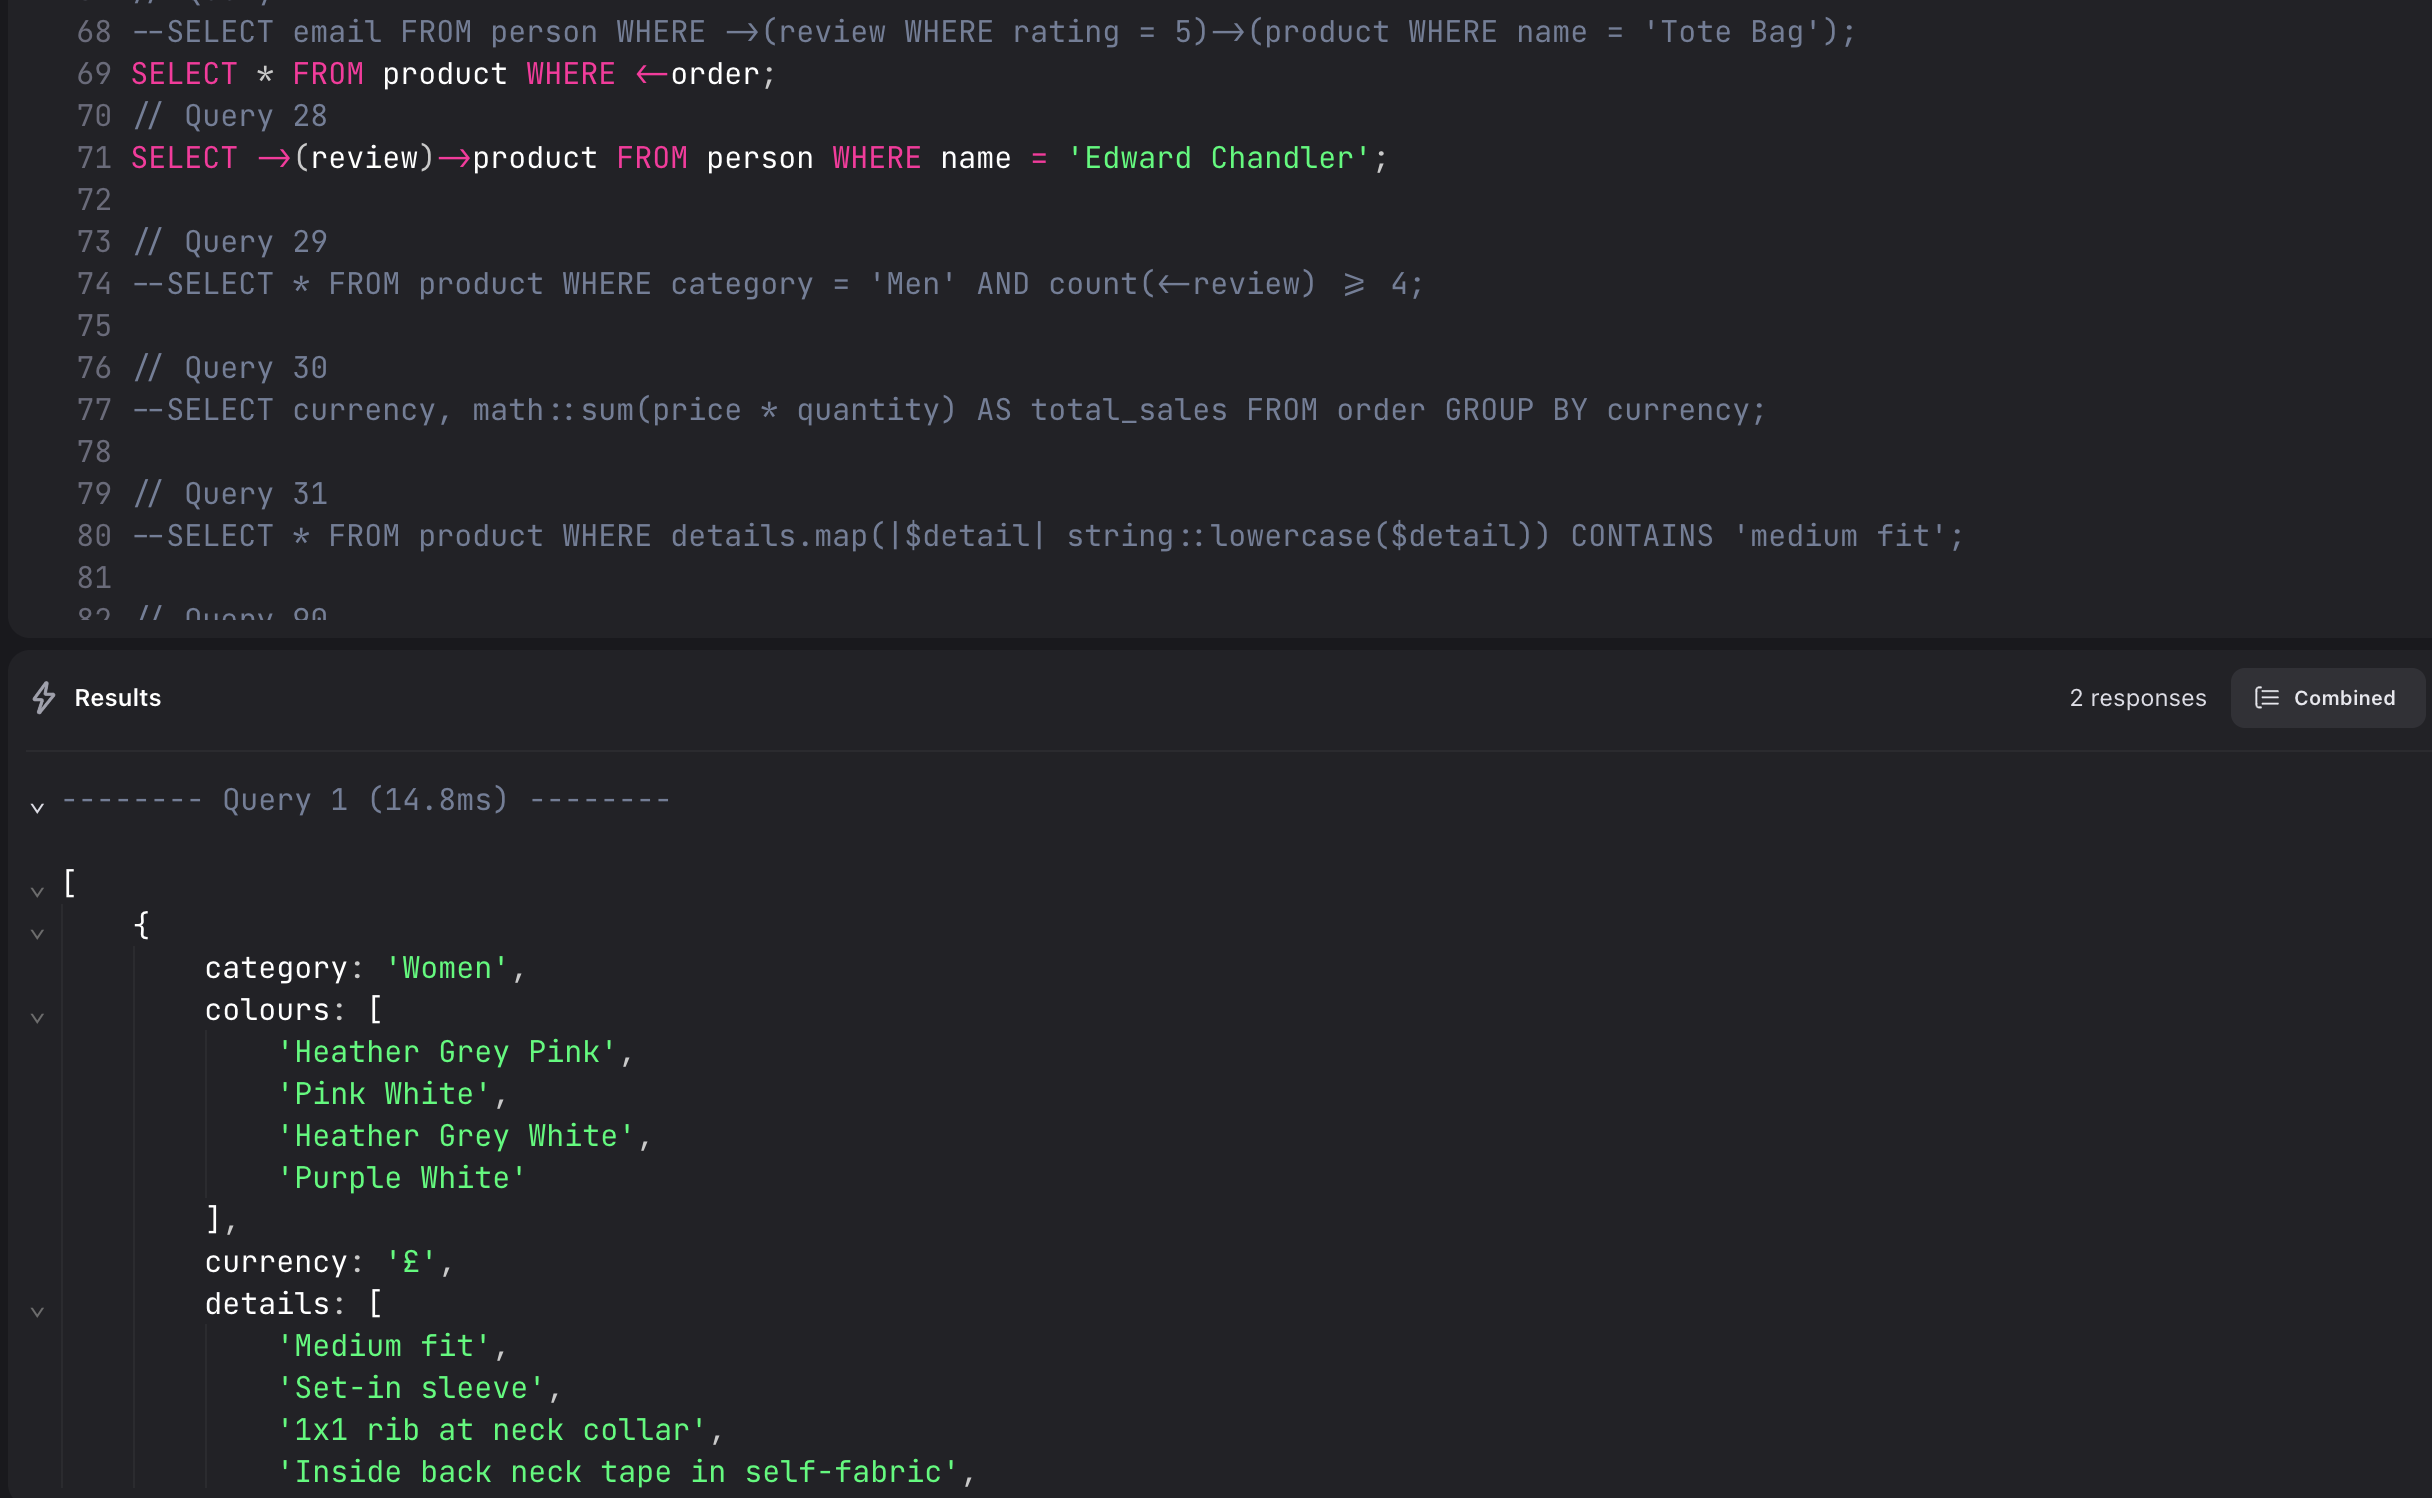 68 --SELECT email FROM person WHERE ->(review WHERE rating = 5)->(product WHERE name = 'Tote Bag');
69 SELECT * FROM product WHERE <-order;
70 // Query 28
71 SELECT ->(review)->product FROM person WHERE name = 'Edward Chandler';
72
73 // Query 29
74 --SELECT * FROM product WHERE category = 'Men' AND count(<-review) >= 4;
75
76 // Query 30
77 --SELECT currency, math::sum(price * quantity) AS total_sales FROM order GROUP BY currency;
78
79 // Query 31
80 --SELECT * FROM product WHERE details.map(|$detail| string::lowercase($detail)) CONTAINS 'medium fit';
81
82 // Query 90
Results
2 responses
Combined
-------- Query 1 (14.8ms) --------
[
{
category: 'Women',
colours: [
'Heather Grey Pink',
'Pink White',
'Heather Grey White',
'Purple White'
],
currency: '£',
details: [
'Medium fit',
'Set-in sleeve',
'1x1 rib at neck collar',
'Inside back neck tape in self-fabric',